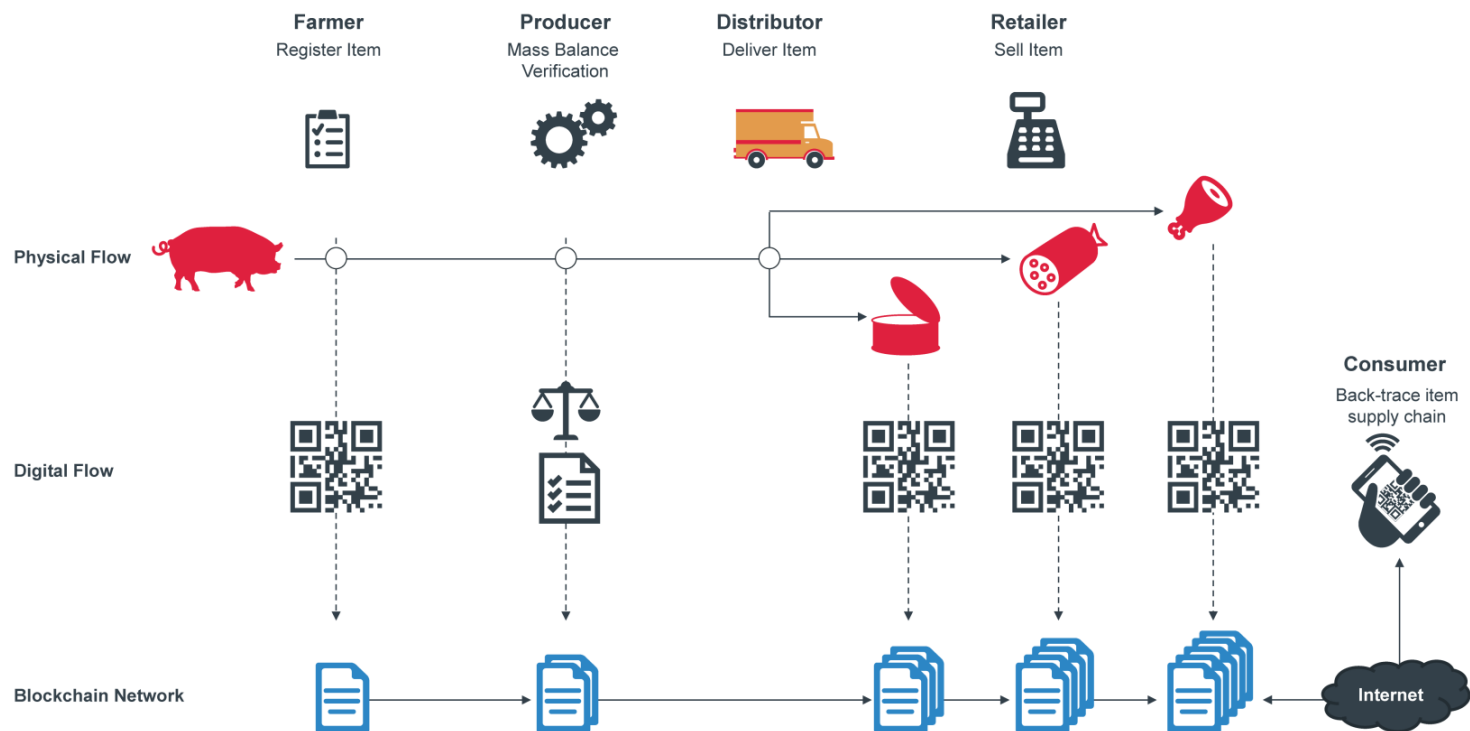 Farmer
Register Item
Producer
Mass Balance
Verification
Distributor
Deliver Item
Retailer
Sell Item
Physical Flow
Consumer
Back-trace item
supply chain
Digital Flow
Blockchain Network
Internet